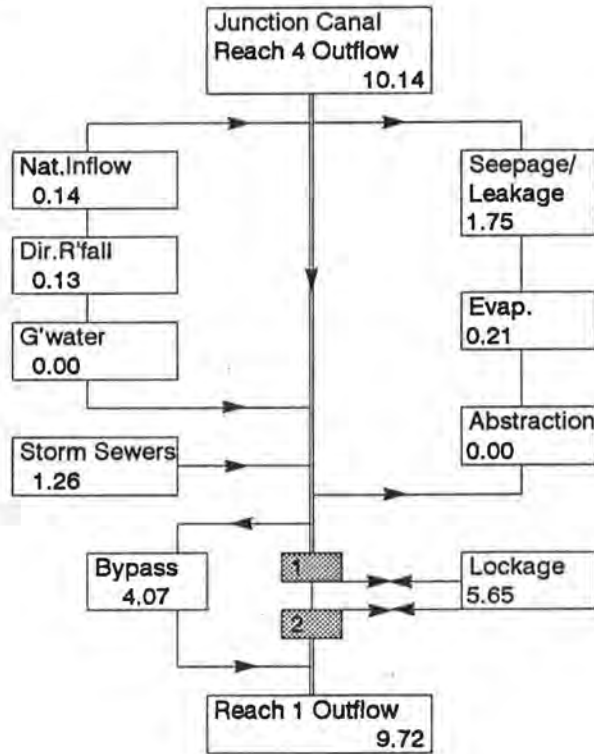 Junction Canal
Reach 4 Outflow
10.14
Nat.Inflow
0.14
Dir.R'fall
0.13
G'water
0.00
Storm Sewers
1.26
Seepage/
Leakage
1.75
Evap.
0.21
Abstraction
0.00
Bypass
4.07
1
2
Lockage
5.65
Reach 1 Outflow
9.72